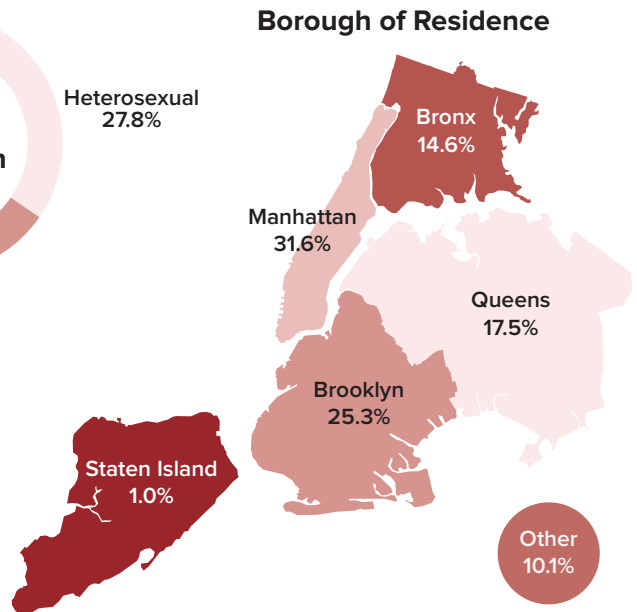 Borough of Residence
Heterosexual
27.8%
Bronx
14.6%
Manhattan
31.6%
Queens
17.5%
Brooklyn
25.3%
Staten Island
1.0%
Other
10.1%